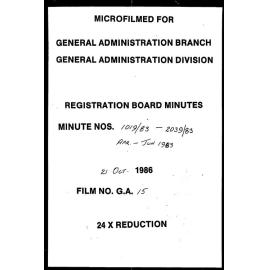 MICROFILMED FOR
GENERAL ADMINISTRATION BRANCH
GENERAL ADMINISTRATION DIVISION
REGISTRATION BOARD MINUTES
MINUTE NOS. 1019/83 - 2039/83
APR. - JUN 1983
21 OCT. 1986
FILM NO. G.A. 15
24 X REDUCTION